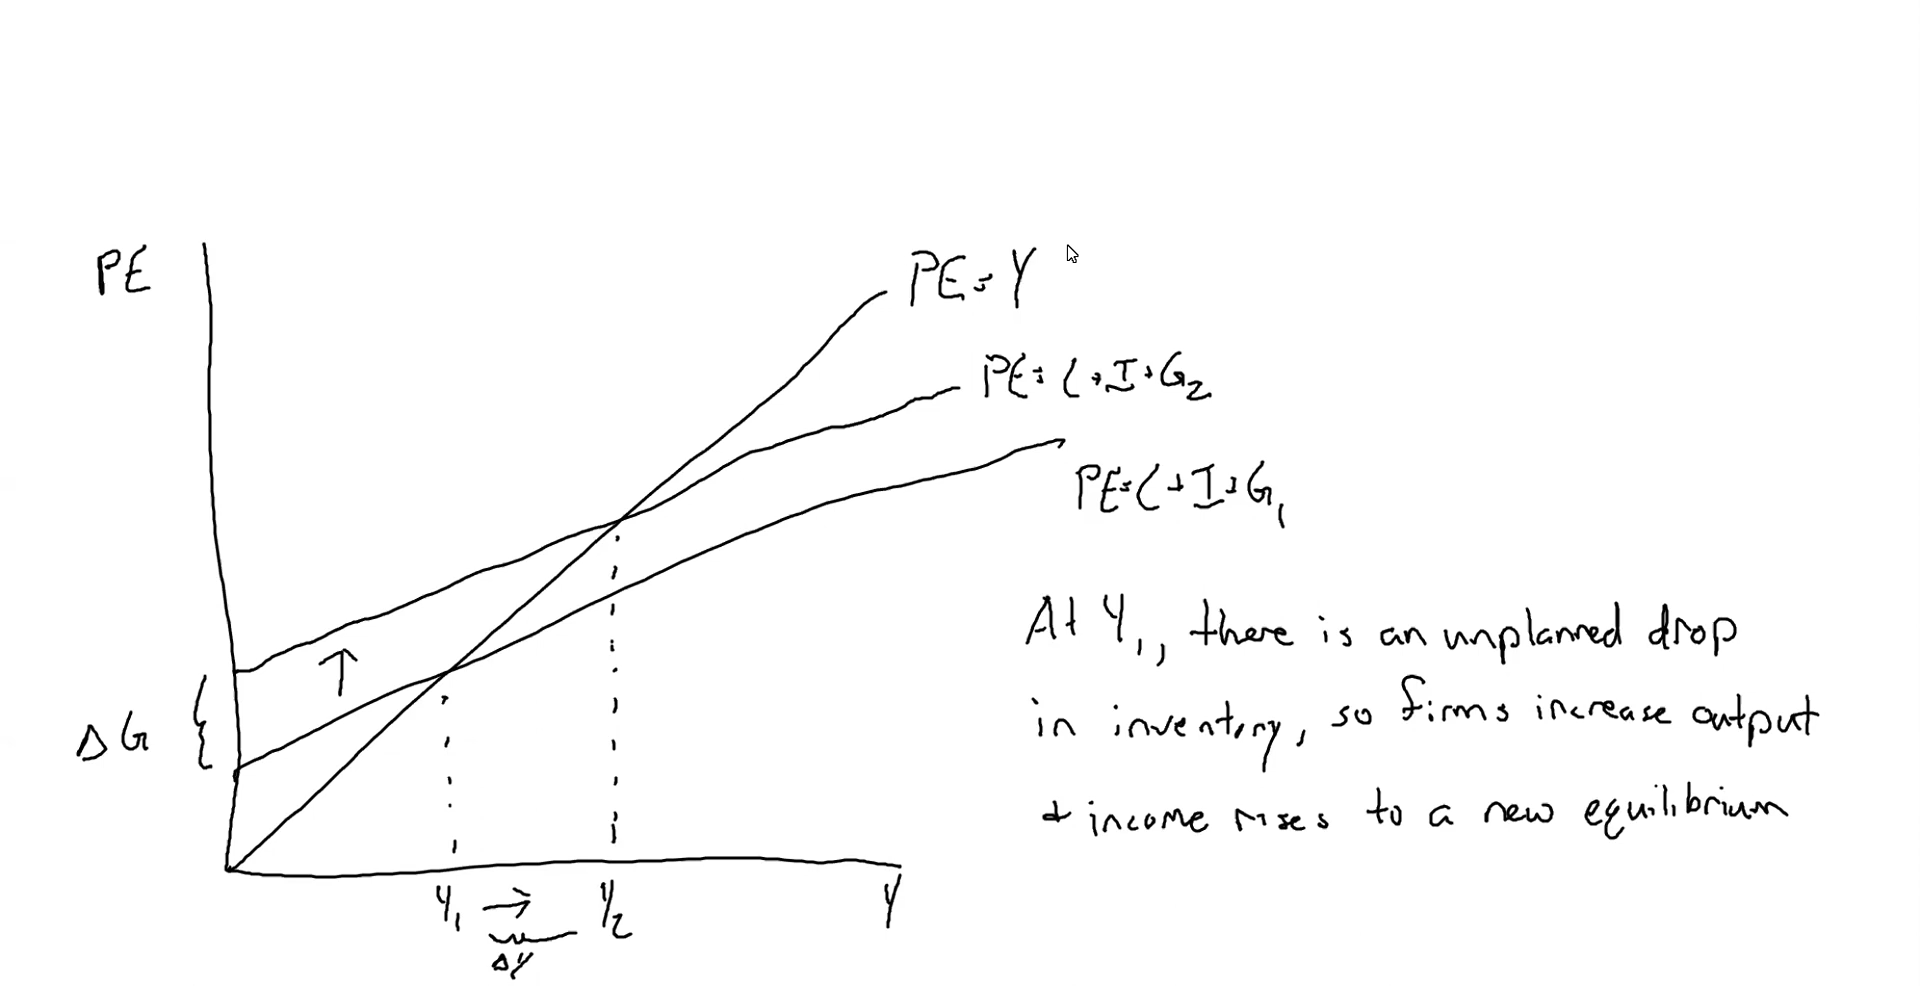 PE
PE = Y
PE = C + I + G2
PE = C + I + G1
ΔG
At Y1, there is an unplanned drop
in inventory, so firms increase output
+ income rises to a new equilibrium
Y1 → Y2 Y
ΔY